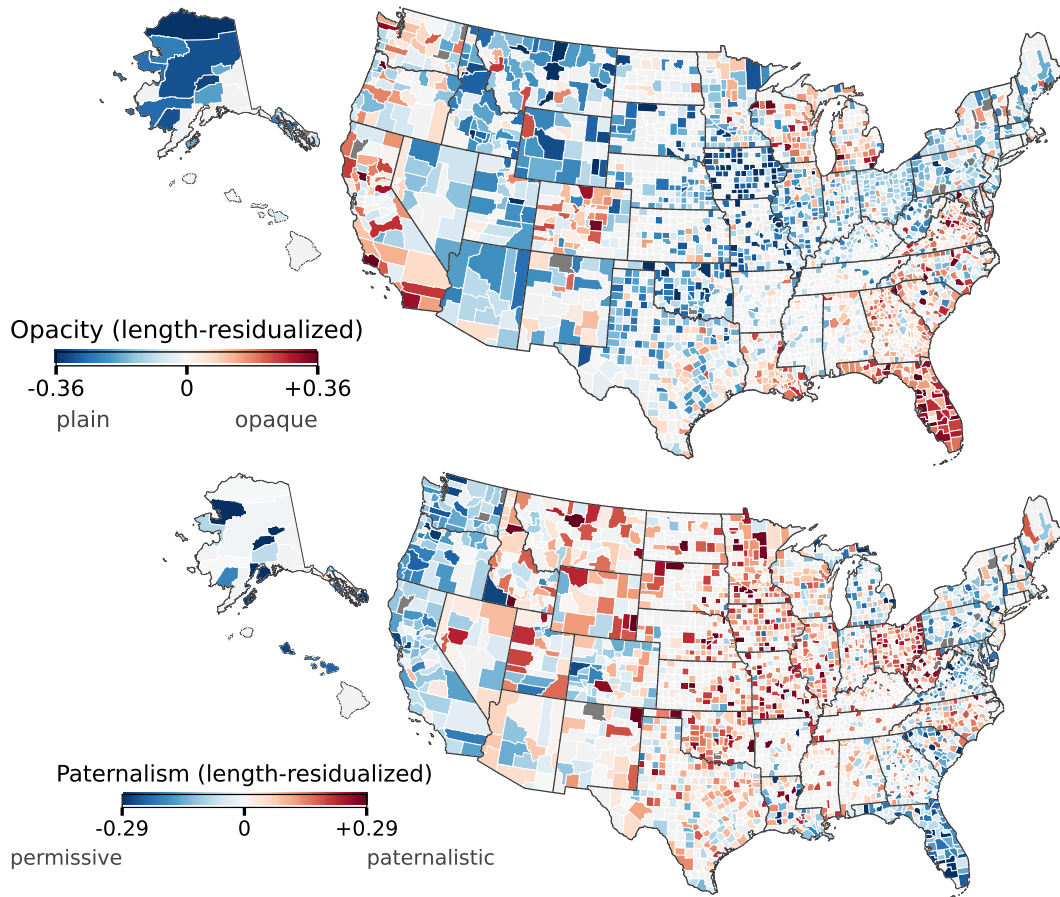 Opacity (length-residualized)
-0.36 0 +0.36
plain opaque
Paternalism (length-residualized)
-0.29 0 +0.29
permissive paternalistic